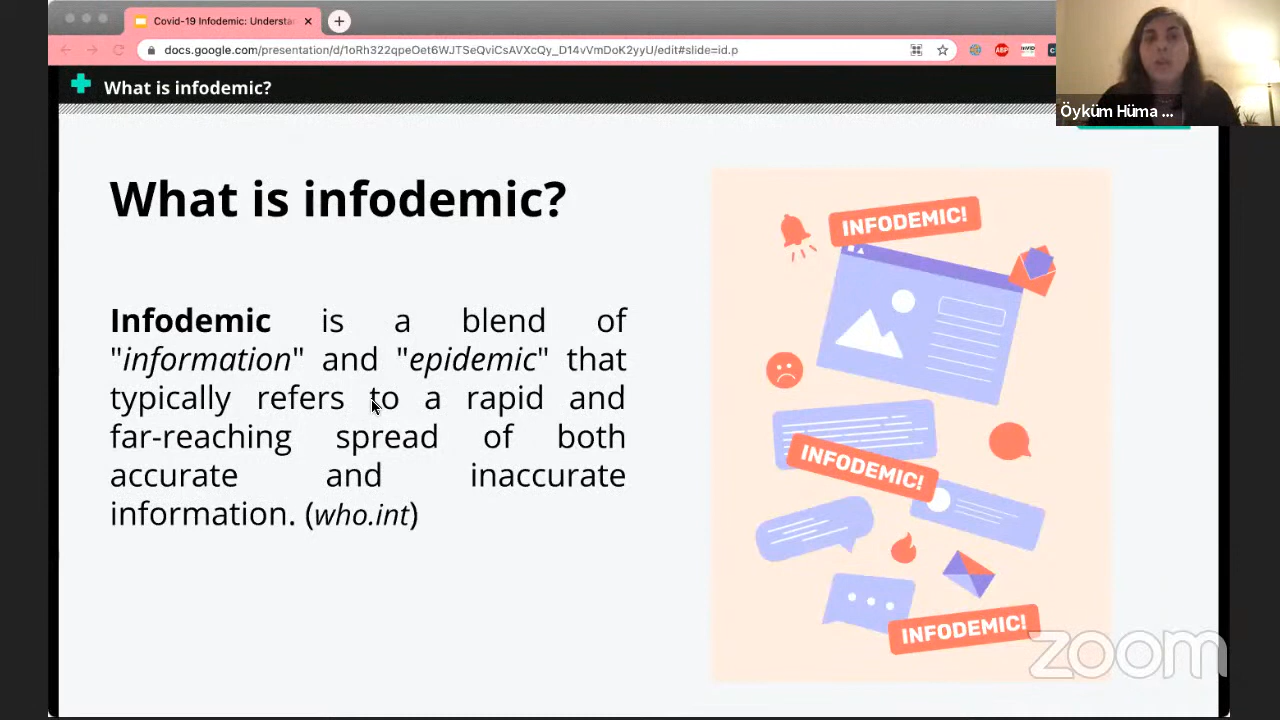 Covid-19 Infodemic: Understa
docs.google.com/presentation/d/1oRh322qpeOet6WJTSeQviCsAVXcQy_D14vVmDoK2yyU/edit#slide=id.p
ABP
What is infodemic?
Öyküm Hüma ...
What is infodemic?
Infodemic is a blend of
"information" and "epidemic" that
typically refers to a rapid and
far-reaching spread of both
accurate and inaccurate
information. (who.int)
INFODEMIC!
INFODEMIC!
INFODEMIC!
zoom